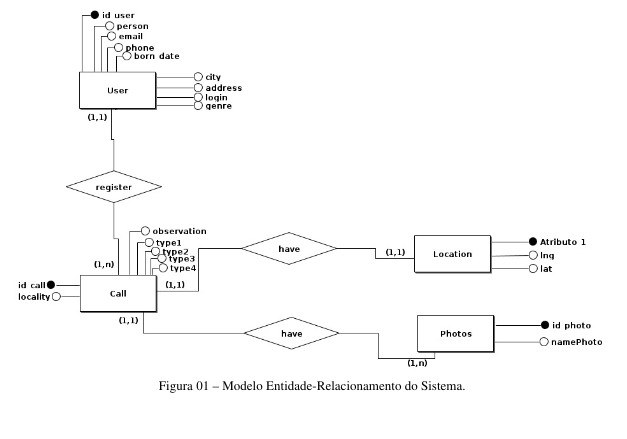 id user
person
email
phone
born date
city
address
login
genre
User
(1,1)
register
observation
type1
type2
type3
type4
(1,n)
(1,1)
id call
locality
Call
(1,1)
have
(1,1)
Location
Atributo 1
lng
lat
have
(1,n)
Photos
id photo
namePhoto
Figura 01 – Modelo Entidade-Relacionamento do Sistema.